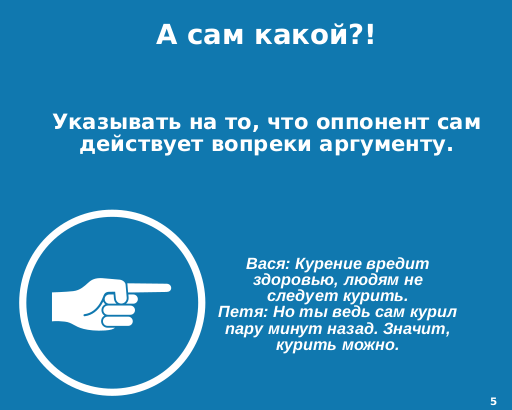 А сам какой?!
Указывать на то, что оппонент сам
действует вопреки аргументу.
Вася: Курение вредит
здоровью, людям не
следует курить.
Петя: Но ты ведь сам курил
пару минут назад. Значит,
курить можно.
5